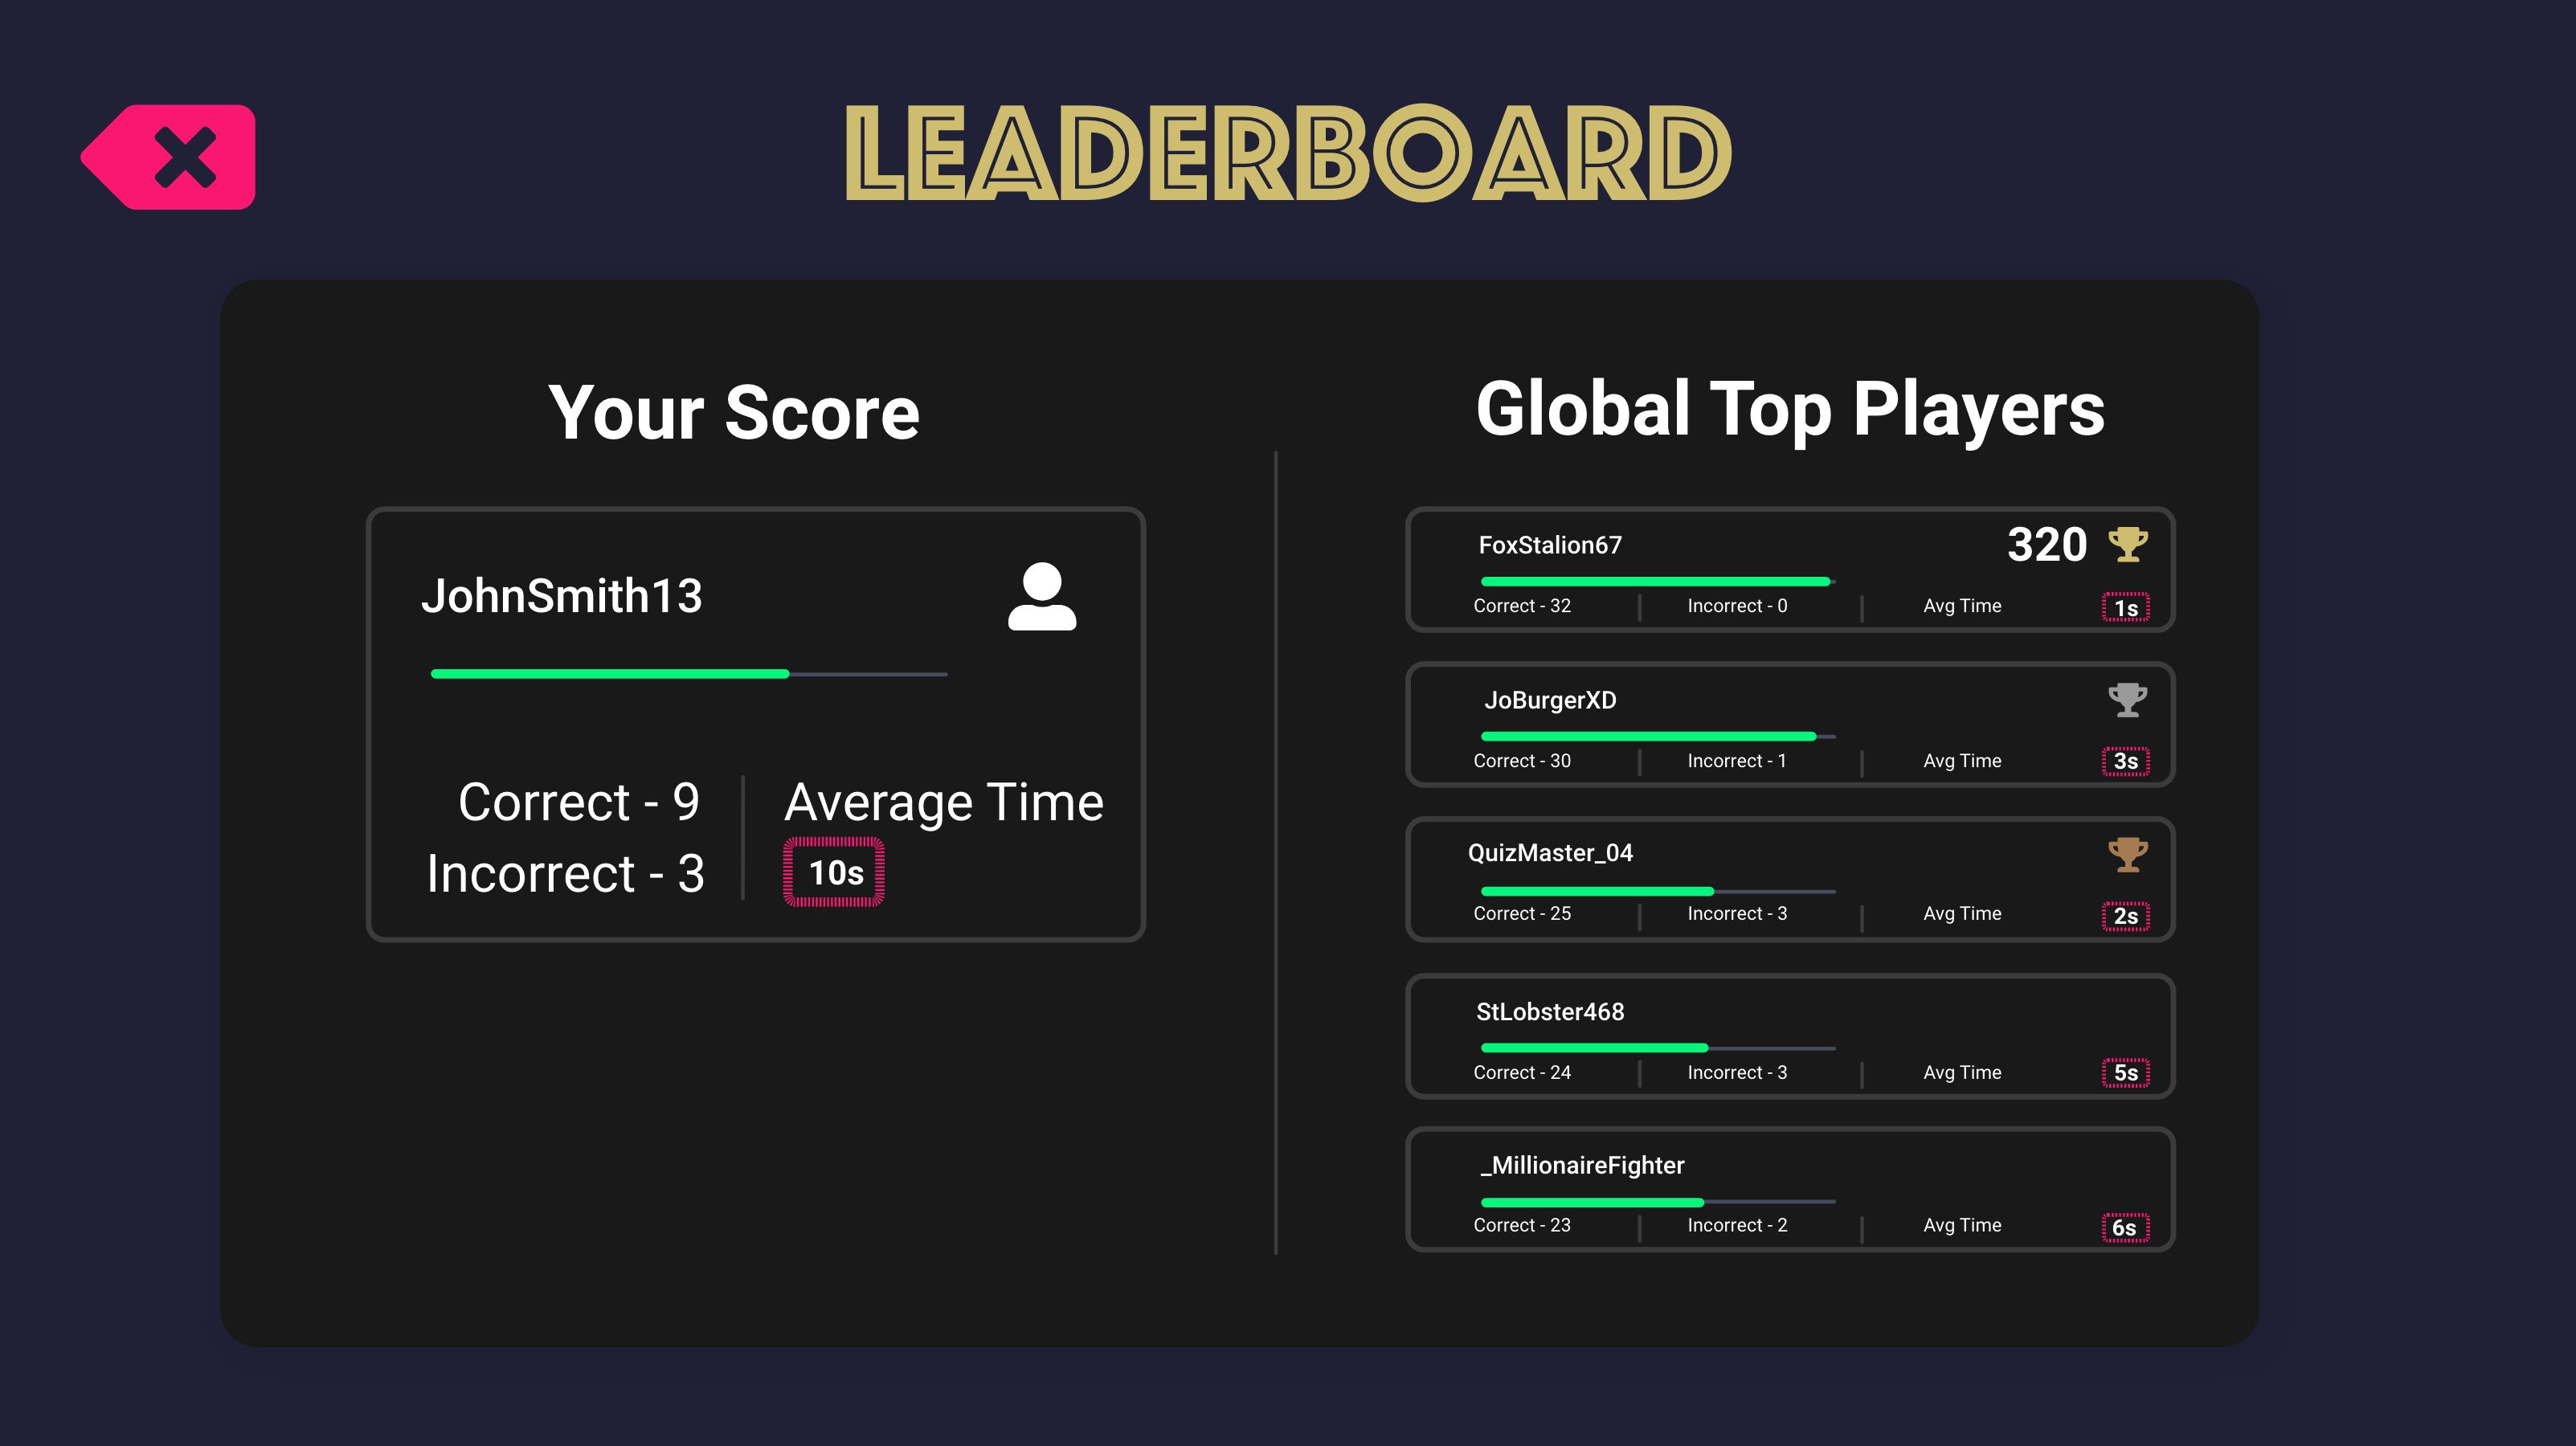 LEADERBOARD
Your Score
JohnSmith13
Correct - 9
Incorrect - 3
Average Time
10s
Global Top Players
FoxStalion67
320
Correct - 32
Incorrect - 0
Avg Time
1s
JoBurgerXD
Correct - 30
Incorrect - 1
Avg Time
3s
QuizMaster_04
Correct - 25
Incorrect - 3
Avg Time
2s
StLobster468
Correct - 24
Incorrect - 3
Avg Time
5s
_MillionaireFighter
Correct - 23
Incorrect - 2
Avg Time
6s